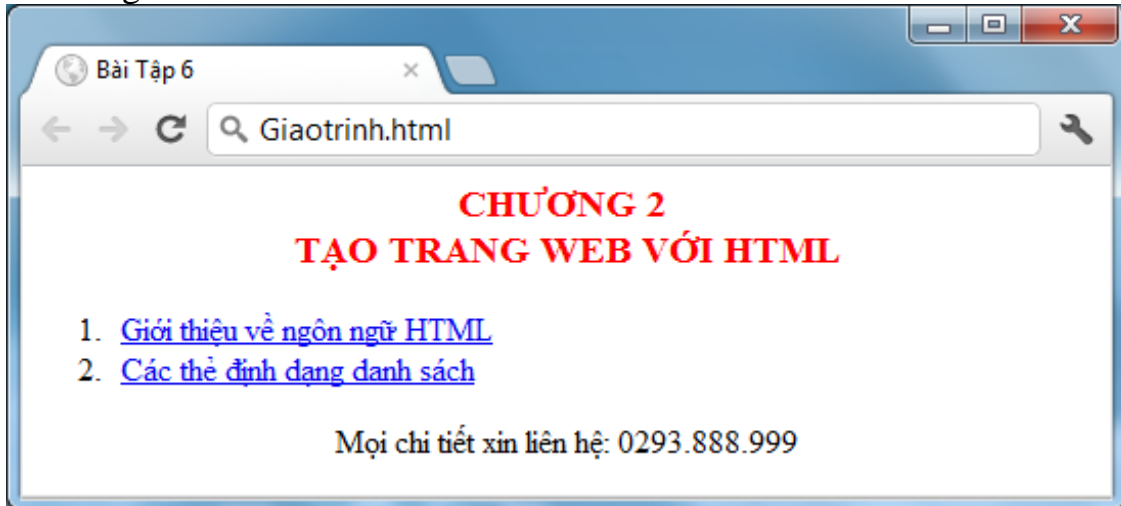 Bài Tập 6
Giaotrinh.html
CHƯƠNG 2
TẠO TRANG WEB VỚI HTML
1. Giới thiệu về ngôn ngữ HTML
2. Các thẻ định dạng danh sách
Mọi chi tiết xin liên hệ: 0293.888.999